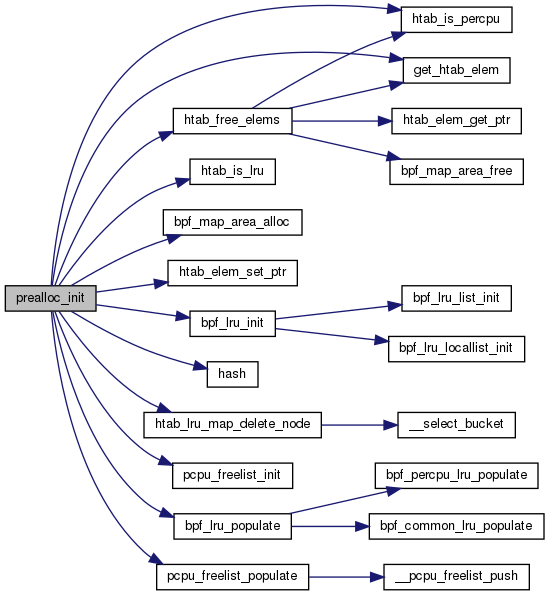 htab_is_percpu
get_htab_elem
htab_free_elems
htab_elem_get_ptr
htab_is_lru
bpf_map_area_free
bpf_map_area_alloc
htab_elem_set_ptr
prealloc_init
bpf_lru_list_init
bpf_lru_init
bpf_lru_locallist_init
hash
htab_lru_map_delete_node
__select_bucket
pcpu_freelist_init
bpf_percpu_lru_populate
bpf_lru_populate
bpf_common_lru_populate
pcpu_freelist_populate
__pcpu_freelist_push